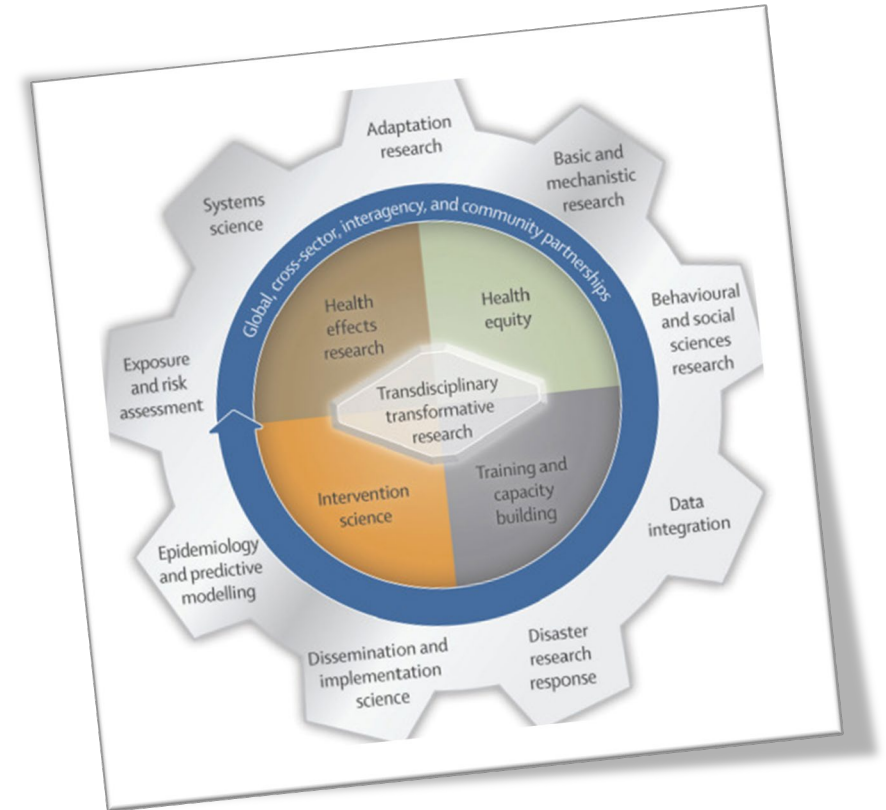 Adaptation
research
Basic and
mechanistic
research
Behavioural
and social
sciences
research
Data
integration
Disaster
research
response
Dissemination and
implementation
science
Epidemiology
and predictive
modelling
Exposure
and risk
assessment
Systems
science
Global, cross-sector, interagency, and community partnerships
Health
effects
research
Health
equity
Transdisciplinary
transformative
research
Intervention
science
Training and
capacity
building